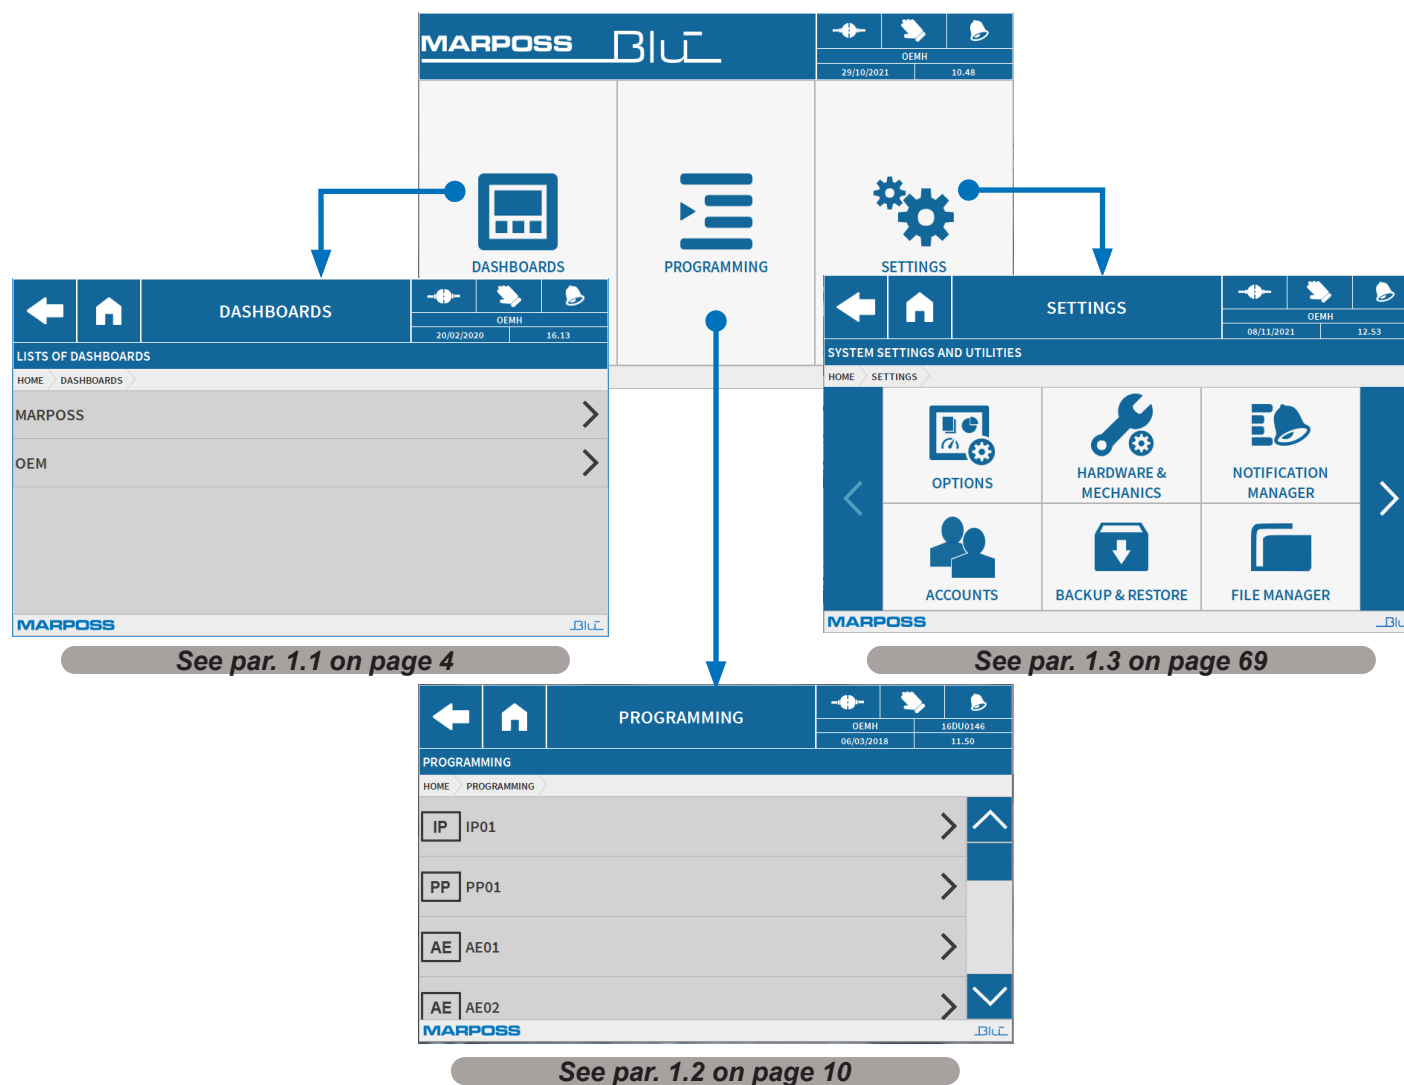 MARPOSS Blú
OEMH
29/10/2021 10.48
DASHBOARDS
PROGRAMMING
SETTINGS
DASHBOARDS
OEMH
20/02/2020 16.13
LISTS OF DASHBOARDS
HOME DASHBOARDS
MARPOSS
OEM
MARPOSS Blú
See par. 1.1 on page 4
SETTINGS
OEMH
08/11/2021 12.53
SYSTEM SETTINGS AND UTILITIES
HOME SETTINGS
OPTIONS
HARDWARE &
MECHANICS
NOTIFICATION
MANAGER
ACCOUNTS
BACKUP & RESTORE
FILE MANAGER
MARPOSS Blú
See par. 1.3 on page 69
PROGRAMMING
OEMH 16DU0146
06/03/2018 11.50
PROGRAMMING
HOME PROGRAMMING
IP IP01
PP PP01
AE AE01
AE AE02
MARPOSS Blú
See par. 1.2 on page 10